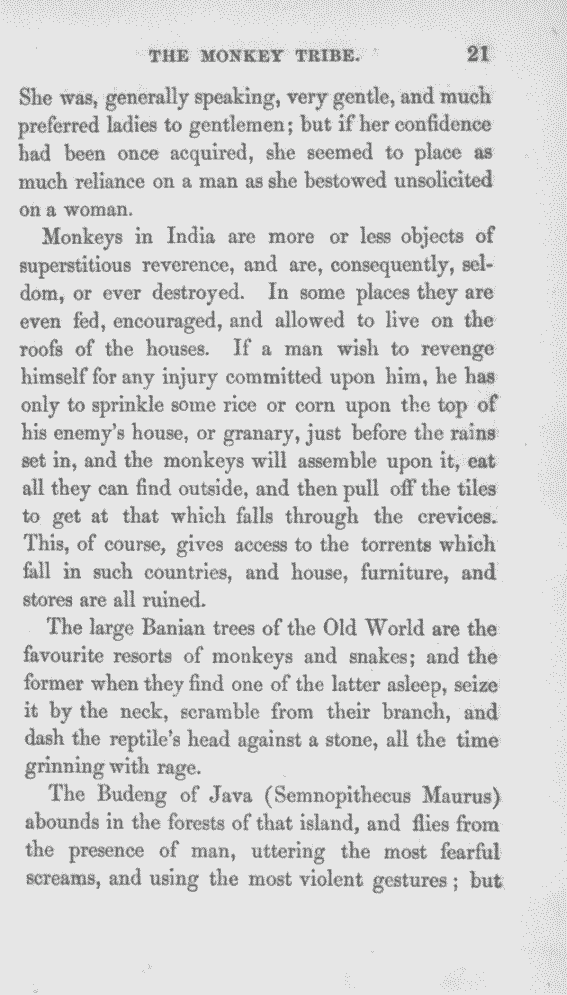 THE MONKEY TRIBE. 21
She was, generally speaking, very gentle, and much
preferred ladies to gentlemen; but if her confidence
had been once acquired, she seemed to place as
much reliance on a man as she bestowed unsolicited
on a woman.
Monkeys in India are more or less objects of
superstitious reverence, and are, consequently, sel-
dom, or ever destroyed. In some places they are
even fed, encouraged, and allowed to live on the
roofs of the houses. If a man wish to revenge
himself for any injury committed upon him, he has
only to sprinkle some rice or corn upon the top of
his enemy's house, or granary, just before the rains
set in, and the monkeys will assemble upon it, eat
all they can find outside, and then pull off the tiles
to get at that which falls through the crevices.
This, of course, gives access to the torrents which
fall in such countries, and house, furniture, and
stores are all ruined.
The large Banian trees of the Old World are the
favourite resorts of monkeys and snakes; and the
former when they find one of the latter asleep, seize
it by the neck, scramble from their branch, and
dash the reptile's head against a stone, all the time
grinning with rage.
The Budeng of Java (Semnopithecus Maurus)
abounds in the forests of that island, and flies from
the presence of man, uttering the most fearful
screams, and using the most violent gestures; but